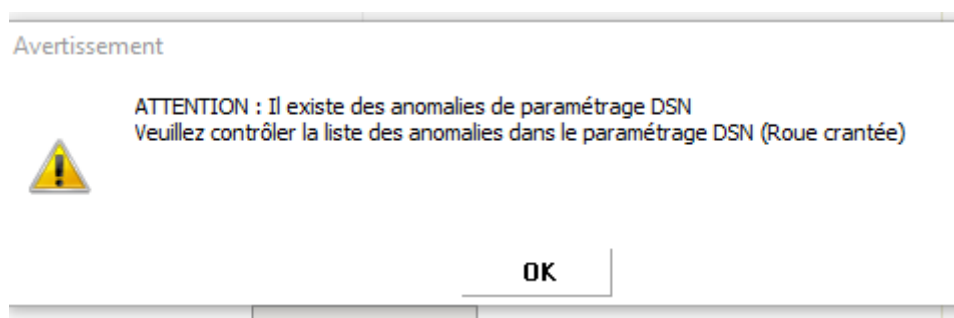 Avertissement
ATTENTION : Il existe des anomalies de paramétrage DSN
Veuillez contrôler la liste des anomalies dans le paramétrage DSN (Roue crantée)
OK